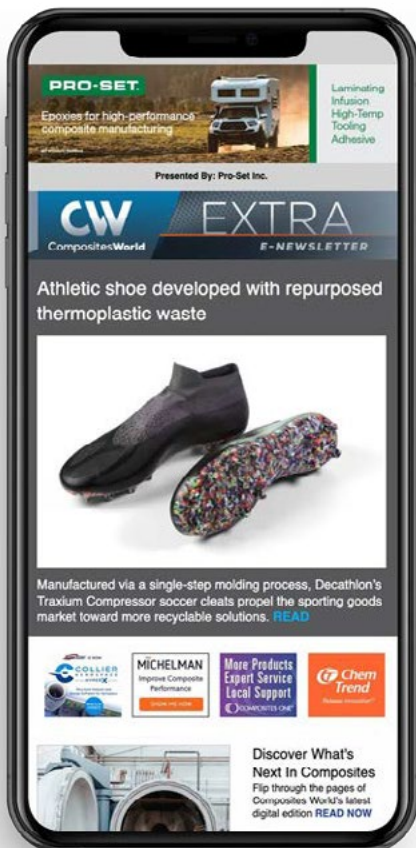 PRO-SET.
Epoxies for high-performance
composite manufacturing
Laminating
Infusion
High-Temp
Tooling
Adhesive
Presented By: Pro-Set Inc.
CW
CompositesWorld
EXTRA
E-NEWSLETTER
Athletic shoe developed with repurposed
thermoplastic waste
Manufactured via a single-step molding process, Decathlon's
Traxium Compressor soccer cleats propel the sporting goods
market toward more recyclable solutions. READ
COLLIER
AEROSPACE
HYPERX
MICHELMAN
Improve Composite
Performance
SHOW ME HOW
More Products
Expert Service
Local Support
COMPOSITES ONE
Chem
Trend
Release Innovation
Discover What's
Next In Composites
Flip through the pages of
Composites World's latest
digital edition READ NOW